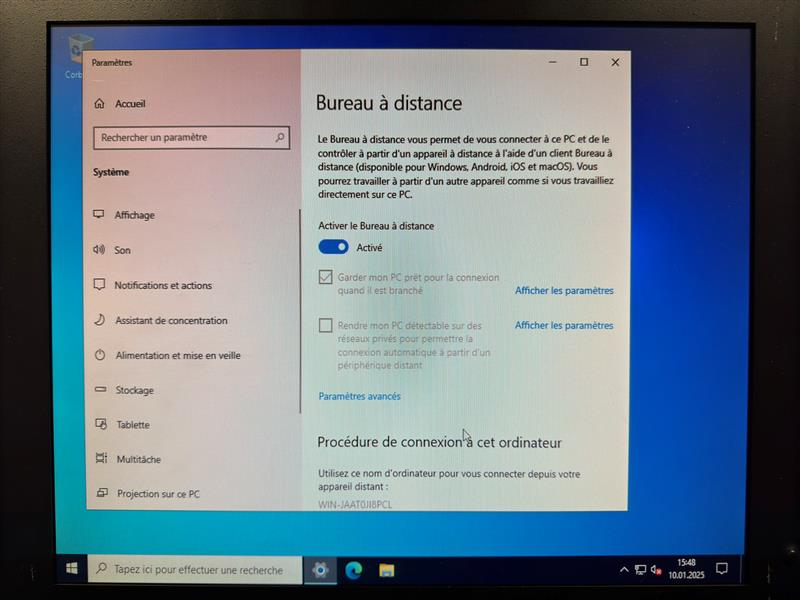 Corb
Paramètres
Accueil
Rechercher un paramètre
Système
Affichage
Son
Notifications et actions
Assistant de concentration
Alimentation et mise en veille
Stockage
Tablette
Multitâche
Projection sur ce PC
Bureau à distance
Le Bureau à distance vous permet de vous connecter à ce PC et de le
contrôler à partir d'un appareil à distance à l'aide d'un client Bureau à
distance (disponible pour Windows, Android, iOS et macOS). Vous
pourrez travailler à partir d'un autre appareil comme si vous travailliez
directement sur ce PC.
Activer le Bureau à distance
Activé
Garder mon PC prêt pour la connexion
quand il est branché
Afficher les paramètres
Rendre mon PC détectable sur des
réseaux privés pour permettre la
connexion automatique à partir d'un
périphérique distant
Afficher les paramètres
Paramètres avancés
Procédure de connexion à cet ordinateur
Utilisez ce nom d'ordinateur pour vous connecter depuis votre
appareil distant :
WIN-JAAT0JI8PCL
Tapez ici pour effectuer une recherche
15:48
10.01.2025